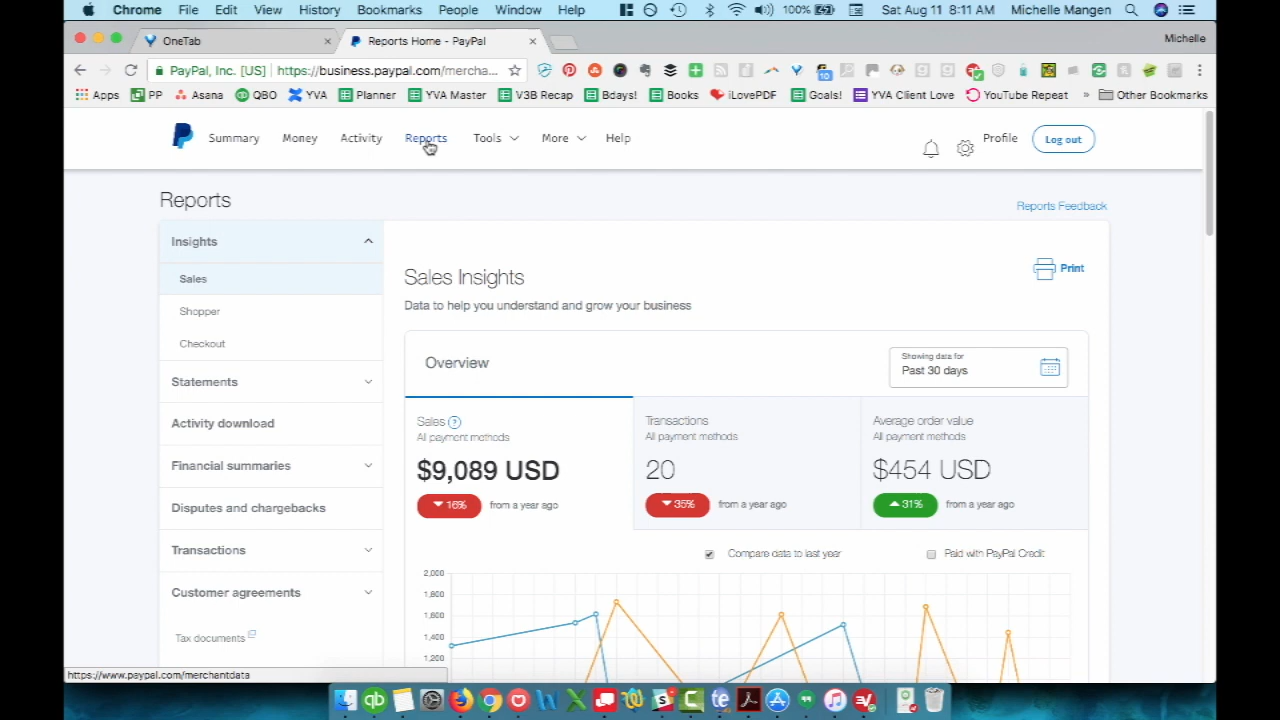 Chrome File Edit View History Bookmarks People Window Help 100% Sat Aug 11 8:11 AM Michelle Mangen
OneTab Reports Home - PayPal Michelle
PayPal, Inc. [US] https://business.paypal.com/mercha... 10
Apps PP Asana QBO YVA Planner YVA Master V3B Recap Bdays! Books iLovePDF Goals! YVA Client Love YouTube Repeat » Other Bookmarks
Summary Money Activity Reports Tools More Help Profile Log out
Reports
Reports Feedback
Insights
Sales
Shopper
Checkout
Statements
Activity download
Financial summaries
Disputes and chargebacks
Transactions
Customer agreements
Tax documents
Sales Insights
Print
Data to help you understand and grow your business
Overview
Showing data for
Past 30 days
Sales ?
All payment methods
$9,089 USD
16% from a year ago
Transactions
All payment methods
20
35% from a year ago
Average order value
All payment methods
$454 USD
31% from a year ago
Compare data to last year Paid with PayPal Credit
2,000
1,800
1,600
1,400
1,200
https://www.paypal.com/merchantdata